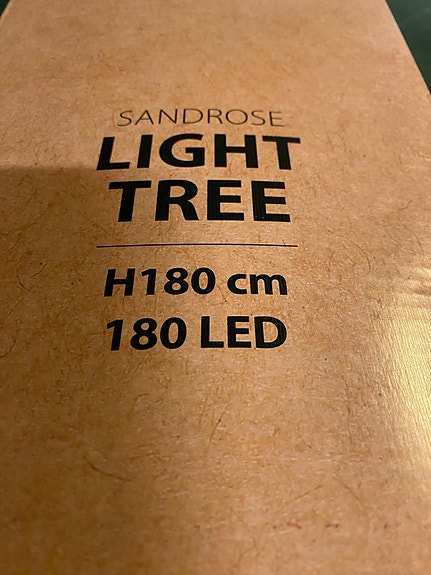 SANDROSE
LIGHT
TREE
H180 cm
180 LED